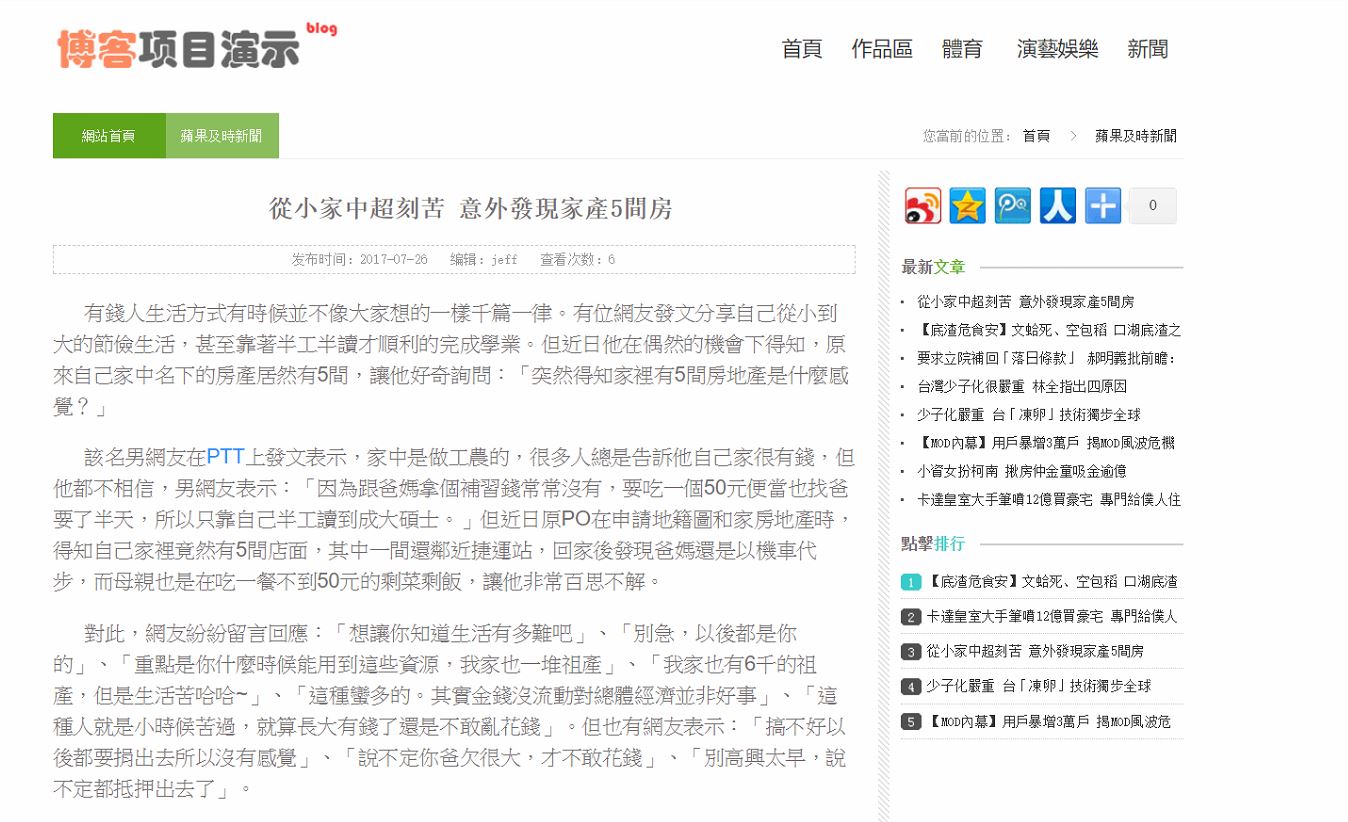 博客项目演示 blog
首頁 作品區 體育 演藝娛樂 新聞
網站首頁 蘋果及時新聞
您當前的位置: 首頁 > 蘋果及時新聞
從小家中超刻苦 意外發現家產5間房
发布时间：2017-07-26 编辑：jeff 查看次数：6
有錢人生活方式有時候並不像大家想的一樣千篇一律。有位網友發文分享自己從小到
大的節儉生活，甚至靠著半工半讀才順利的完成學業。但近日他在偶然的機會下得知，原
來自己家中名下的房產居然有5間，讓他好奇詢問：「突然得知家裡有5間房地產是什麼感
覺？」
該名男網友在PTT上發文表示，家中是做工農的，很多人總是告訴他自己家很有錢，但
他都不相信，男網友表示：「因為跟爸媽拿個補習錢常常沒有，要吃一個50元便當也找爸
要了半天，所以只靠自己半工讀到成大碩士。」但近日原PO在申請地籍圖和家房地產時，
得知自己家裡竟然有5間店面，其中一間還鄰近捷運站，回家後發現爸媽還是以機車代
步，而母親也是在吃一餐不到50元的剩菜剩飯，讓他非常百思不解。
對此，網友紛紛留言回應：「想讓你知道生活有多難吧」、「別急，以後都是你
的」、「重點是你什麼時候能用到這些資源，我家也一堆祖產」、「我家也有6千的祖
產，但是生活苦哈哈~」、「這種蠻多的。其實金錢沒流動對總體經濟並非好事」、「這
種人就是小時候苦過，就算長大有錢了還是不敢亂花錢」。但也有網友表示：「搞不好以
後都要捐出去所以沒有感覺」、「說不定你爸欠很大，才不敢花錢」、「別高興太早，說
不定都抵押出去了」。
0
最新文章
從小家中超刻苦 意外發現家產5間房
【底渣危食安】文蛤死、空包稻 口湖底渣之
要求立院補回「落日條款」 郝明義批前瞻：
台灣少子化很嚴重 林全指出四原因
少子化嚴重 台「凍卵」技術獨步全球
【MOD內幕】用戶暴增3萬戶 揭MOD風波危機
小資女扮柯南 揪房仲金童吸金逾億
卡達皇室大手筆噴12億買豪宅 專門給僕人住
點擊排行
1 【底渣危食安】文蛤死、空包稻 口湖底渣
2 卡達皇室大手筆噴12億買豪宅 專門給僕人
3 從小家中超刻苦 意外發現家產5間房
4 少子化嚴重 台「凍卵」技術獨步全球
5 【MOD內幕】用戶暴增3萬戶 揭MOD風波危